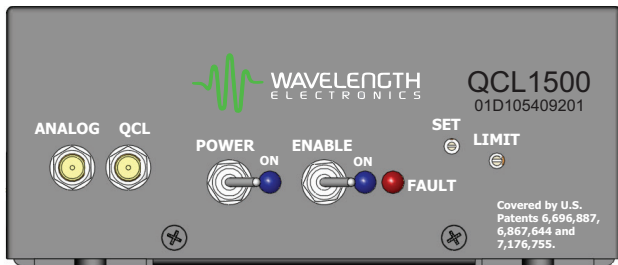 WAVELENGTH
ELECTRONICS
QCL1500
01D105409201
ANALOG QCL
POWER ENABLE
SET
LIMIT
ON
ON
FAULT
Covered by U.S.
Patents 6,696,887,
6,867,644 and
7,176,755.